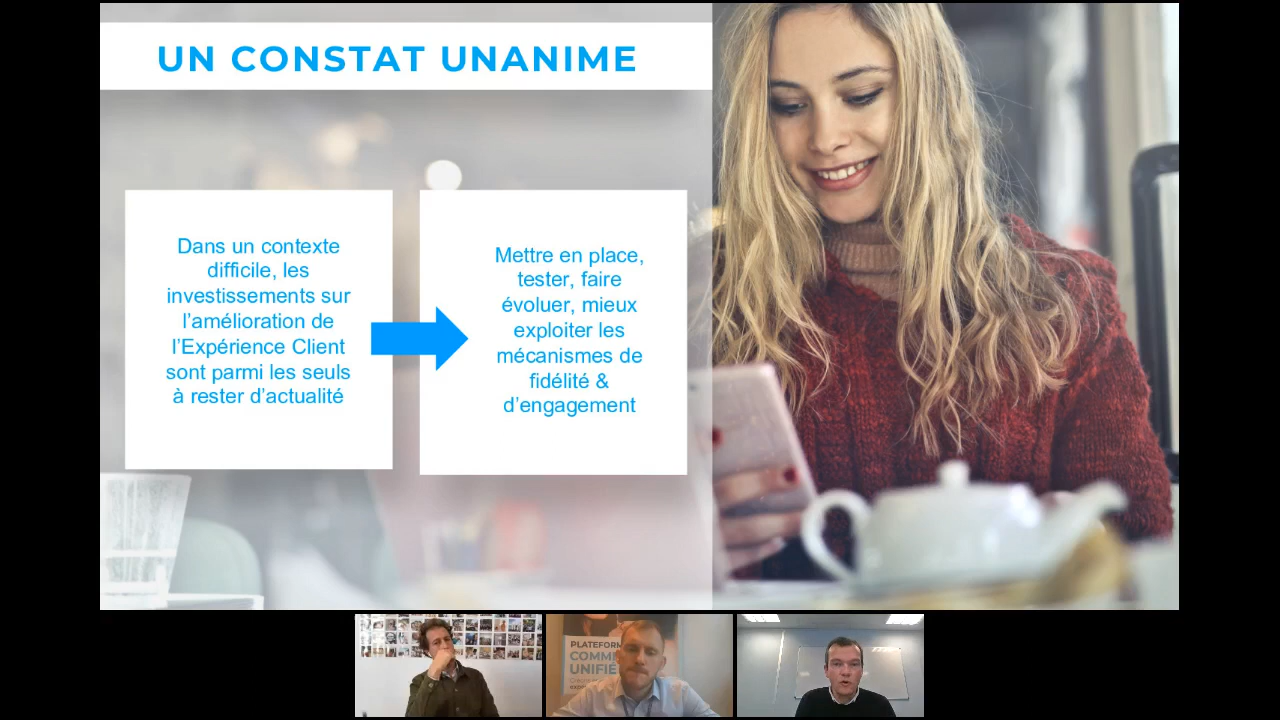 UN CONSTAT UNANIME
Dans un contexte
difficile, les
investissements sur
l’amélioration de
l’Expérience Client
sont parmi les seuls
à rester d’actualité
Mettre en place,
tester, faire
évoluer, mieux
exploiter les
mécanismes de
fidélité &
d’engagement
PLATEFORM
COMM
UNIFIÉ